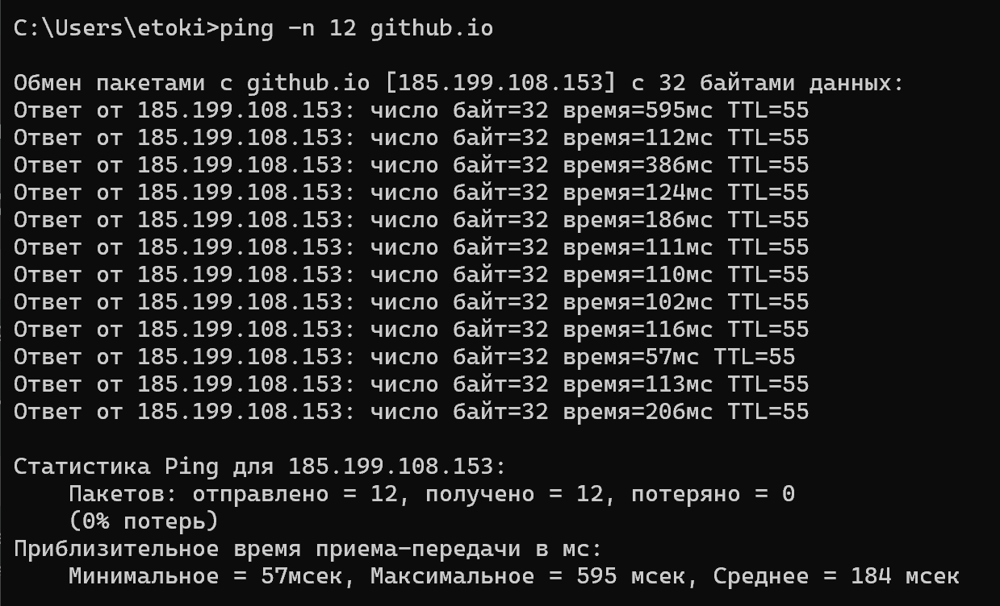 C:\Users\etoki>ping -n 12 github.io
Обмен пакетами с github.io [185.199.108.153] с 32 байтами данных:
Ответ от 185.199.108.153: число байт=32 время=595мс TTL=55
Ответ от 185.199.108.153: число байт=32 время=112мс TTL=55
Ответ от 185.199.108.153: число байт=32 время=386мс TTL=55
Ответ от 185.199.108.153: число байт=32 время=124мс TTL=55
Ответ от 185.199.108.153: число байт=32 время=186мс TTL=55
Ответ от 185.199.108.153: число байт=32 время=111мс TTL=55
Ответ от 185.199.108.153: число байт=32 время=110мс TTL=55
Ответ от 185.199.108.153: число байт=32 время=102мс TTL=55
Ответ от 185.199.108.153: число байт=32 время=116мс TTL=55
Ответ от 185.199.108.153: число байт=32 время=57мс TTL=55
Ответ от 185.199.108.153: число байт=32 время=113мс TTL=55
Ответ от 185.199.108.153: число байт=32 время=206мс TTL=55
Статистика Ping для 185.199.108.153:
Пакетов: отправлено = 12, получено = 12, потеряно = 0
(0% потерь)
Приблизительное время приема-передачи в мс:
Минимальное = 57мсек, Максимальное = 595 мсек, Среднее = 184 мсек